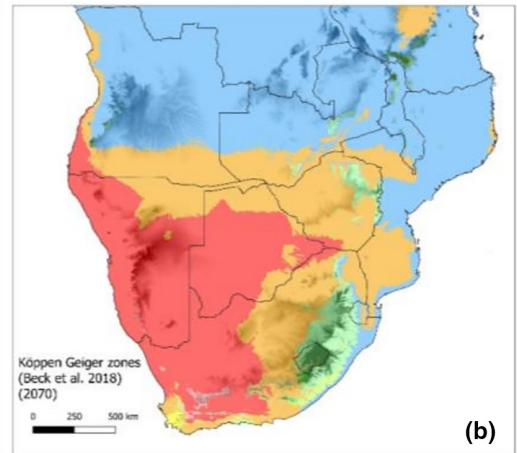 Köppen Geiger zones
(Beck et al. 2018)
(2070)
0 250 500 km
(b)